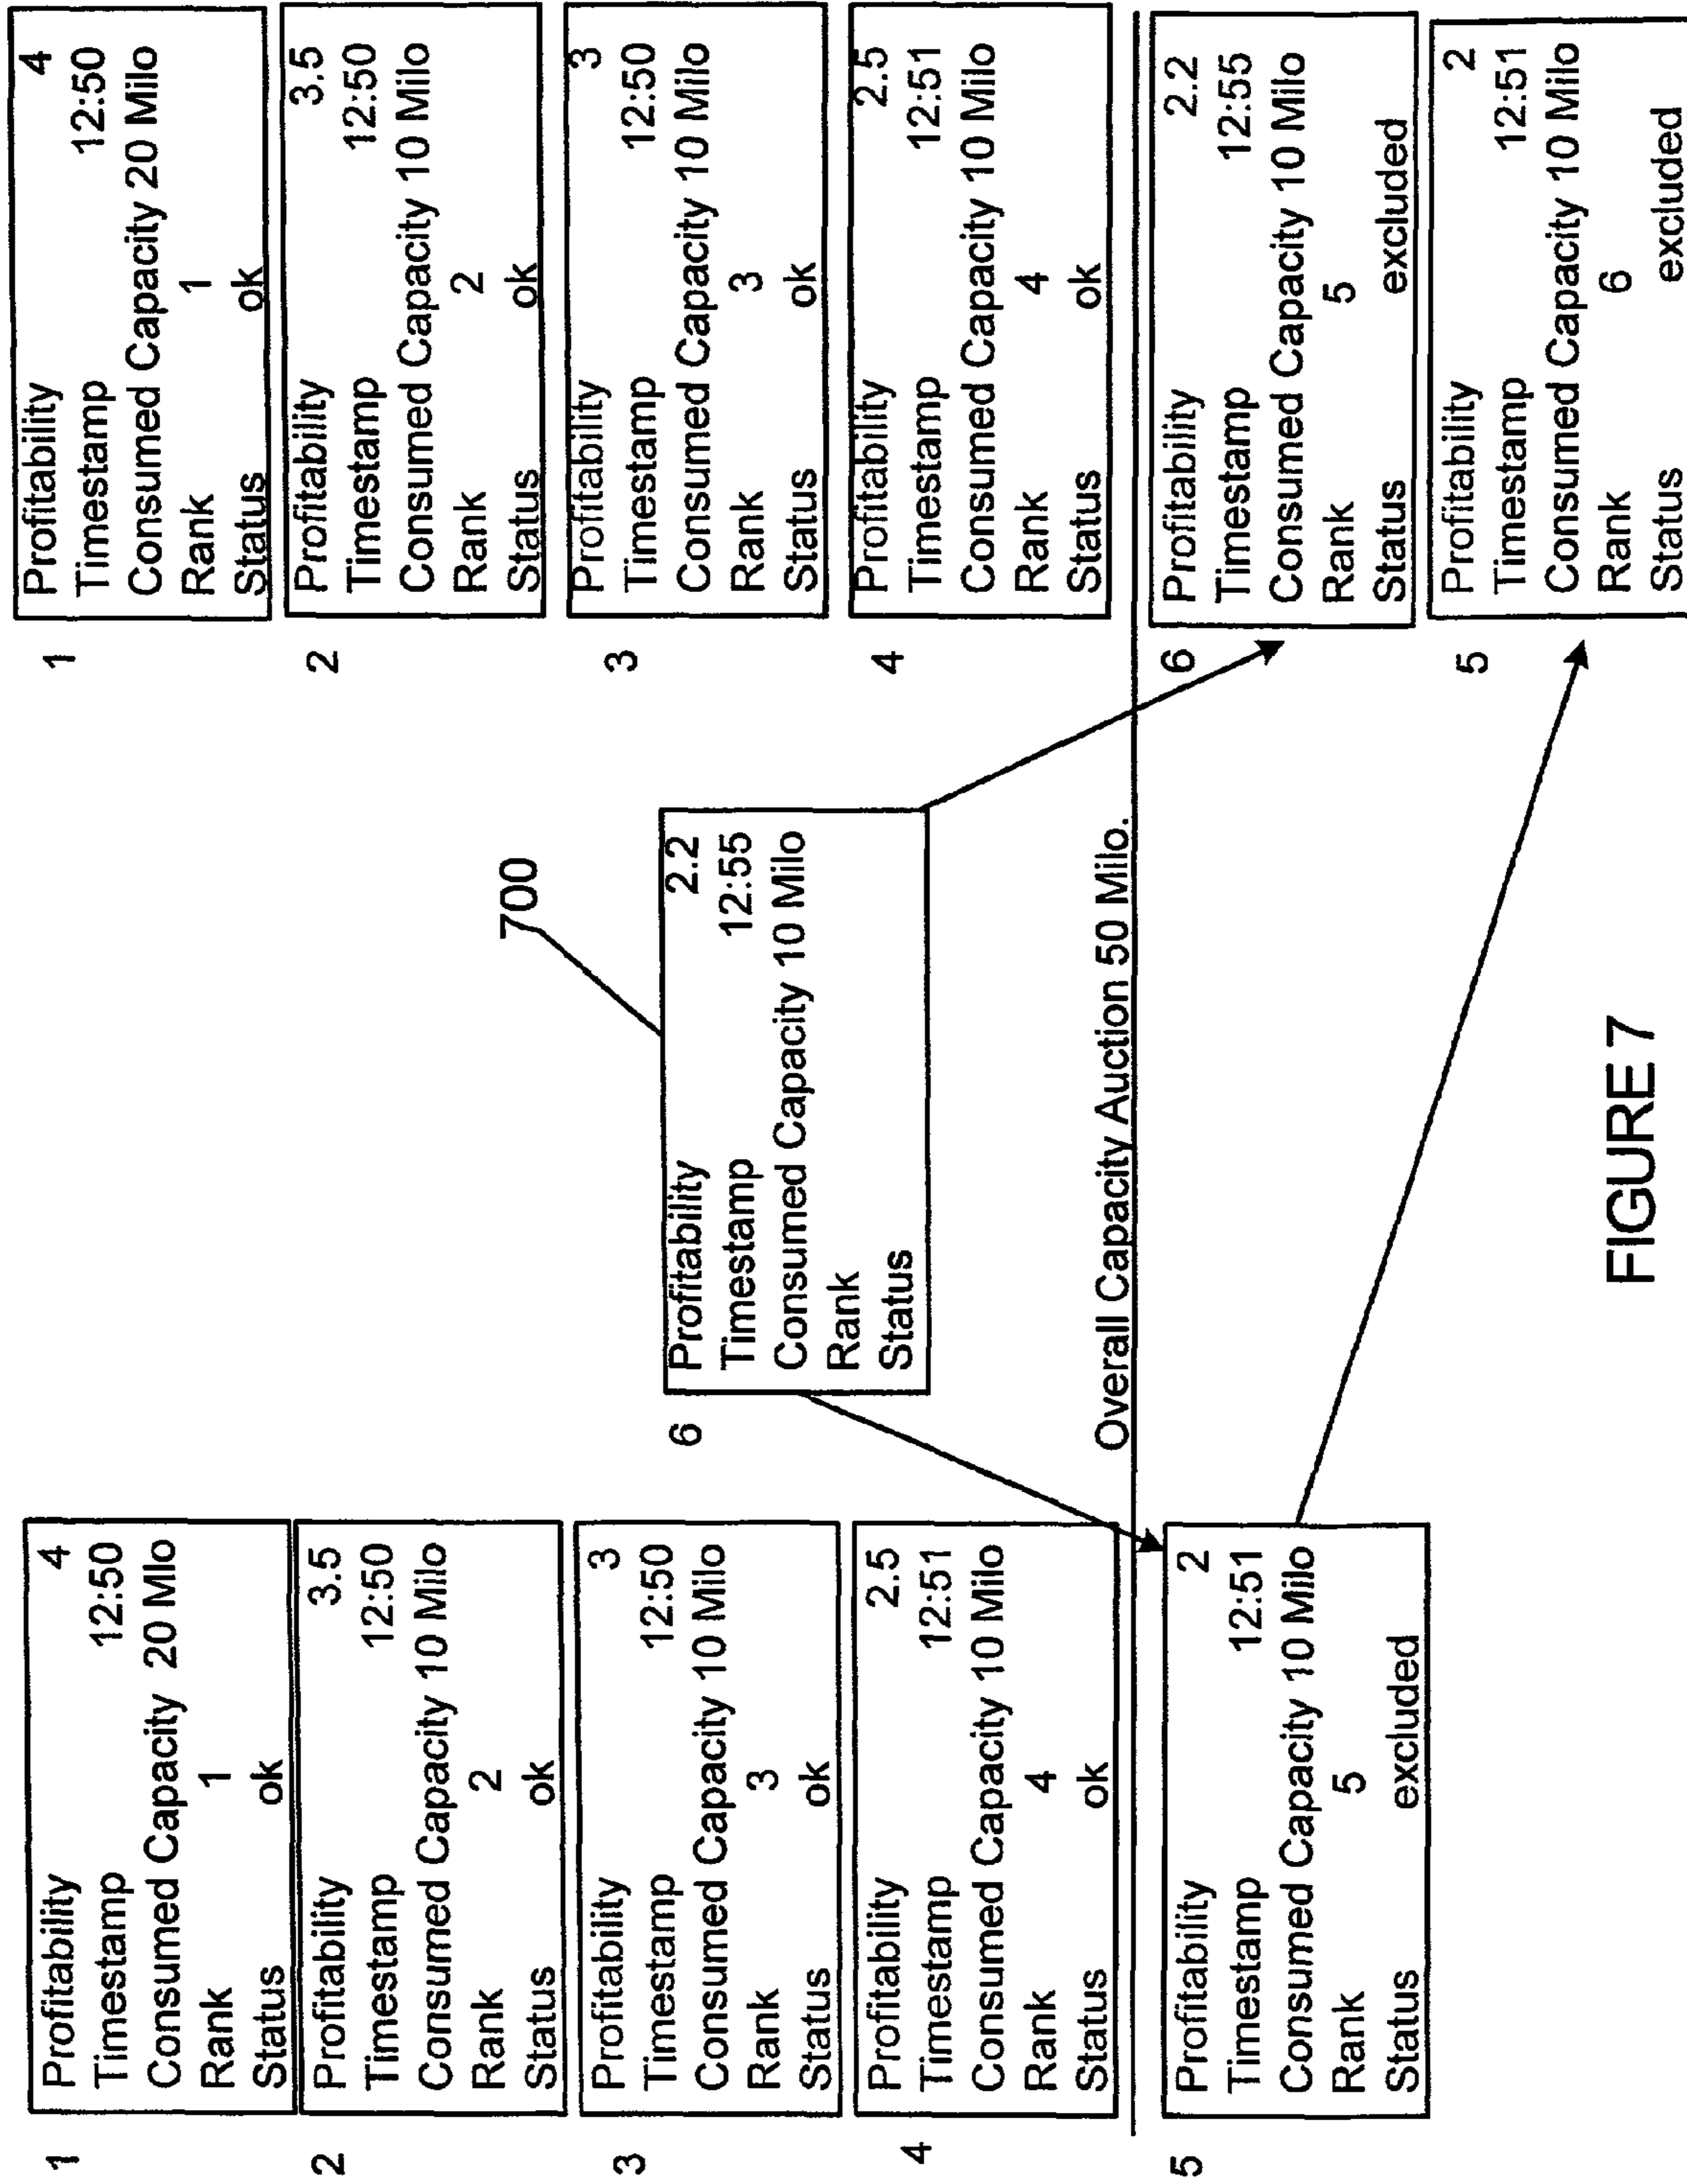 1
Profitability 4
Timestamp 12:50
Consumed Capacity 20 Mlo
Rank 1
Status ok
2
Profitability 3.5
Timestamp 12:50
Consumed Capacity 10 Milo
Rank 2
Status ok
3
Profitability 3
Timestamp 12:50
Consumed Capacity 10 Milo
Rank 3
Status ok
4
Profitability 2.5
Timestamp 12:51
Consumed Capacity 10 Milo
Rank 4
Status ok
5
Profitability 2
Timestamp 12:51
Consumed Capacity 10 Milo
Rank 5
Status excluded
700
6
Profitability 2.2
Timestamp 12:55
Consumed Capacity 10 Milo
Rank
Status
Overall Capacity Auction 50 Milo.
1
Profitability 4
Timestamp 12:50
Consumed Capacity 20 Milo
Rank 1
Status ok
2
Profitability 3.5
Timestamp 12:50
Consumed Capacity 10 Milo
Rank 2
Status ok
3
Profitability 3
Timestamp 12:50
Consumed Capacity 10 Milo
Rank 3
Status ok
4
Profitability 2.5
Timestamp 12:51
Consumed Capacity 10 Milo
Rank 4
Status ok
6
Profitability 2.2
Timestamp 12:55
Consumed Capacity 10 Milo
Rank 5
Status excluded
5
Profitability 2
Timestamp 12:51
Consumed Capacity 10 Milo
Rank 6
Status excluded
FIGURE 7